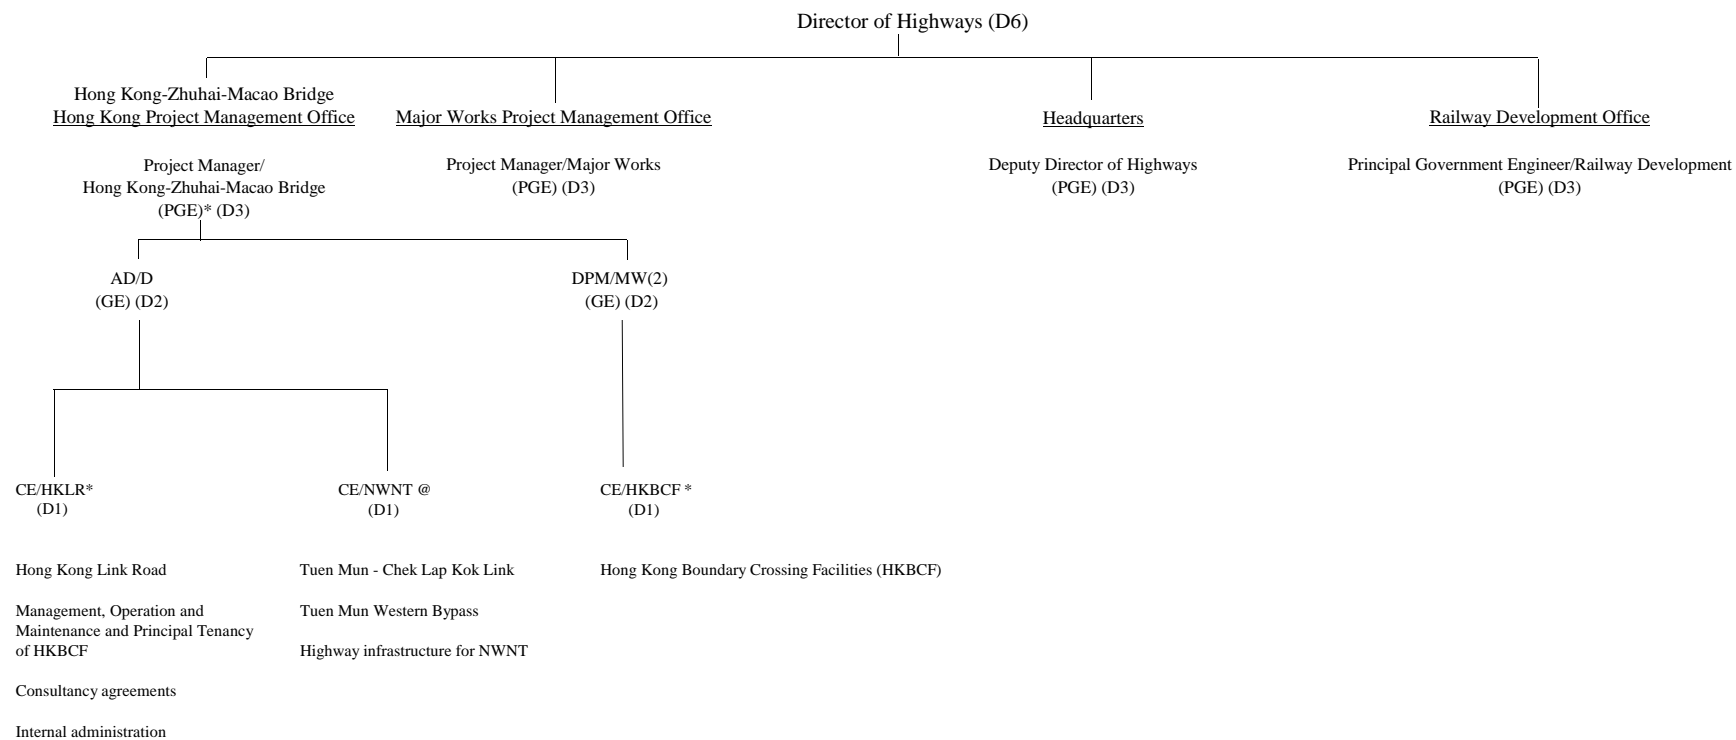 Director of Highways (D6)
Hong Kong-Zhuhai-Macao Bridge
Hong Kong Project Management Office
Project Manager/
Hong Kong-Zhuhai-Macao Bridge
(PGE)* (D3)
Major Works Project Management Office
Project Manager/Major Works
(PGE) (D3)
Headquarters
Deputy Director of Highways
(PGE) (D3)
Railway Development Office
Principal Government Engineer/Railway Development
(PGE) (D3)
AD/D
(GE) (D2)
DPM/MW(2)
(GE) (D2)
CE/HKLR*
(D1)
Hong Kong Link Road
Management, Operation and
Maintenance and Principal Tenancy
of HKBCF
Consultancy agreements
Internal administration
CE/NWNT @
(D1)
Tuen Mun - Chek Lap Kok Link
Tuen Mun Western Bypass
Highway infrastructure for NWNT
CE/HKBCF *
(D1)
Hong Kong Boundary Crossing Facilities (HKBCF)